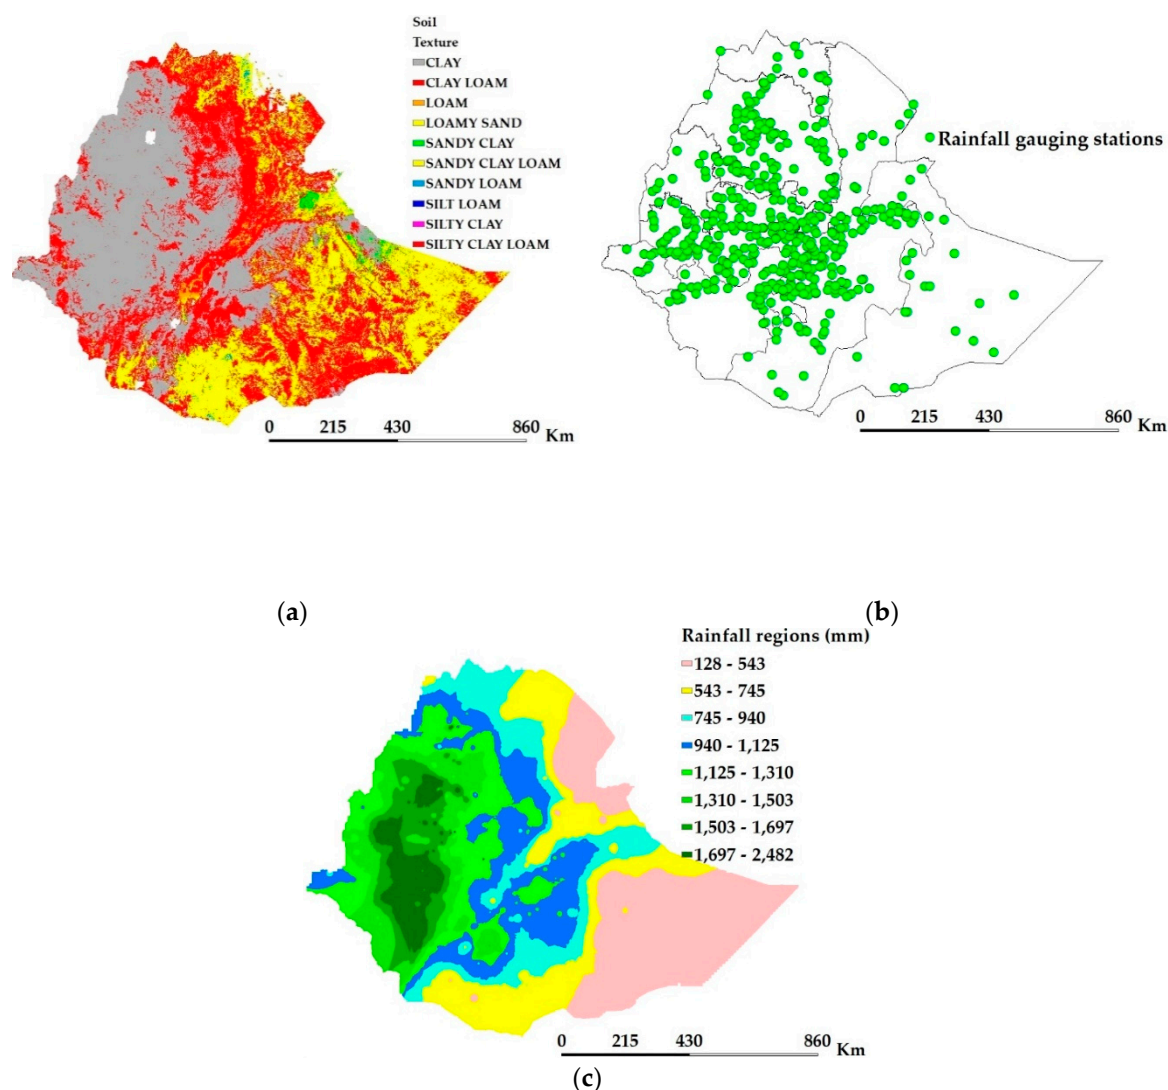 Soil
Texture
CLAY
CLAY LOAM
LOAM
LOAMY SAND
SANDY CLAY
SANDY CLAY LOAM
SANDY LOAM
SILT LOAM
SILTY CLAY
SILTY CLAY LOAM
0 215 430 860 Km
Rainfall gauging stations
0 215 430 860 Km
(a)
(b)
Rainfall regions (mm)
128 - 543
543 - 745
745 - 940
940 - 1,125
1,125 - 1,310
1,310 - 1,503
1,503 - 1,697
1,697 - 2,482
0 215 430 860 Km
(c)